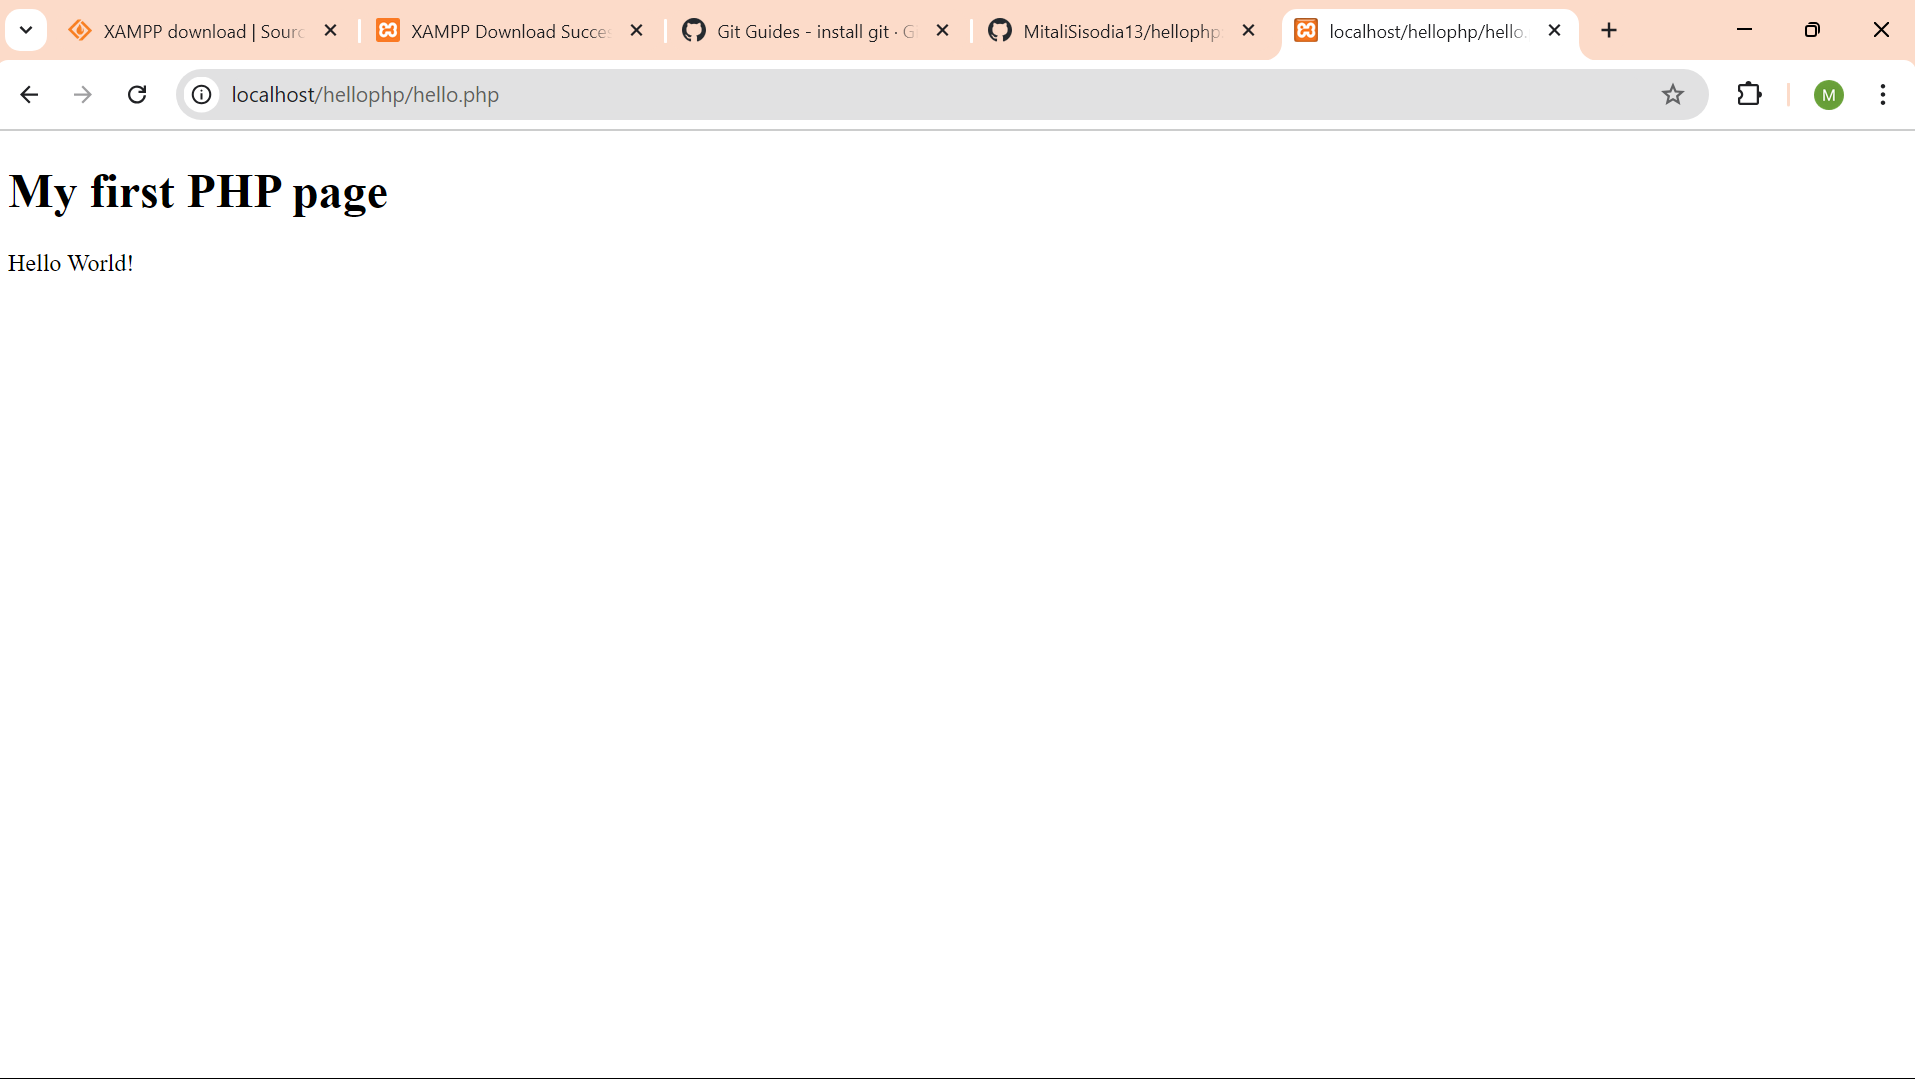 XAMPP download | Sourc
XAMPP Download Succes
Git Guides - install git · G
MitaliSisodia13/hellophp
localhost/hellophp/hello.
localhost/hellophp/hello.php
M
My first PHP page
Hello World!